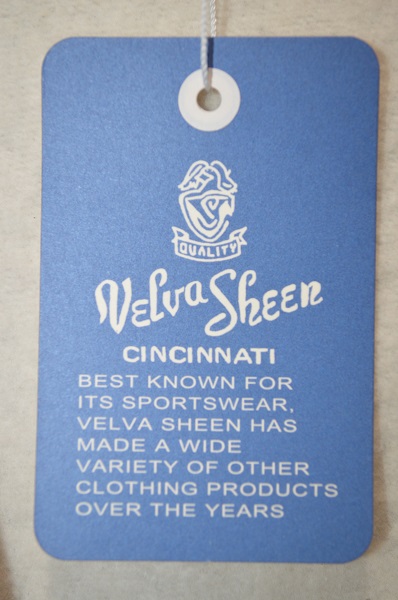 QUALITY
Velva Sheen
CINCINNATI
BEST KNOWN FOR
ITS SPORTSWEAR,
VELVA SHEEN HAS
MADE A WIDE
VARIETY OF OTHER
CLOTHING PRODUCTS
OVER THE YEARS